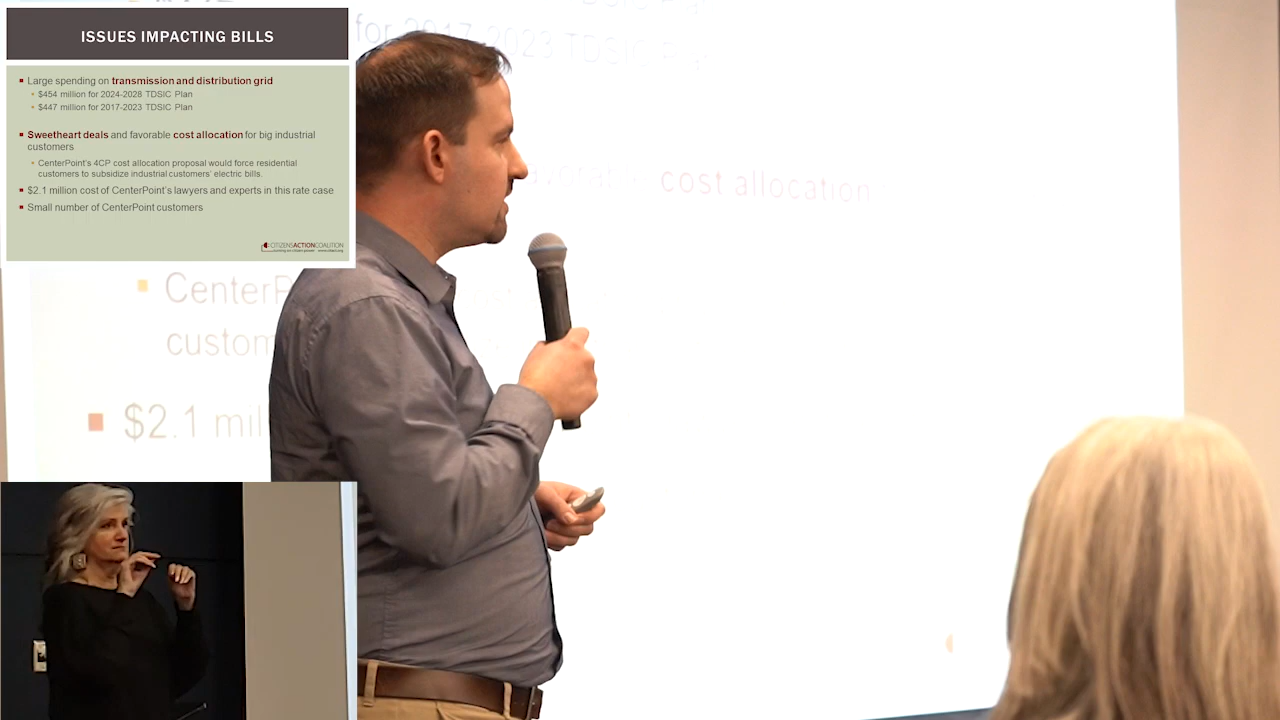 ISSUES IMPACTING BILLS
▪ Large spending on transmission and distribution grid
▪ $454 million for 2024-2028 TDSIC Plan
▪ $447 million for 2017-2023 TDSIC Plan
▪ Sweetheart deals and favorable cost allocation for big industrial
customers
▪ CenterPoint's 4CP cost allocation proposal would force residential
customers to subsidize industrial customers' electric bills.
▪ $2.1 million cost of CenterPoint's lawyers and experts in this rate case
▪ Small number of CenterPoint customers
CITIZENSACTIONCOALITION
for 2017-2023 TDSIC P
avorable cost allocation
CenterP
custom
$2.1 mil